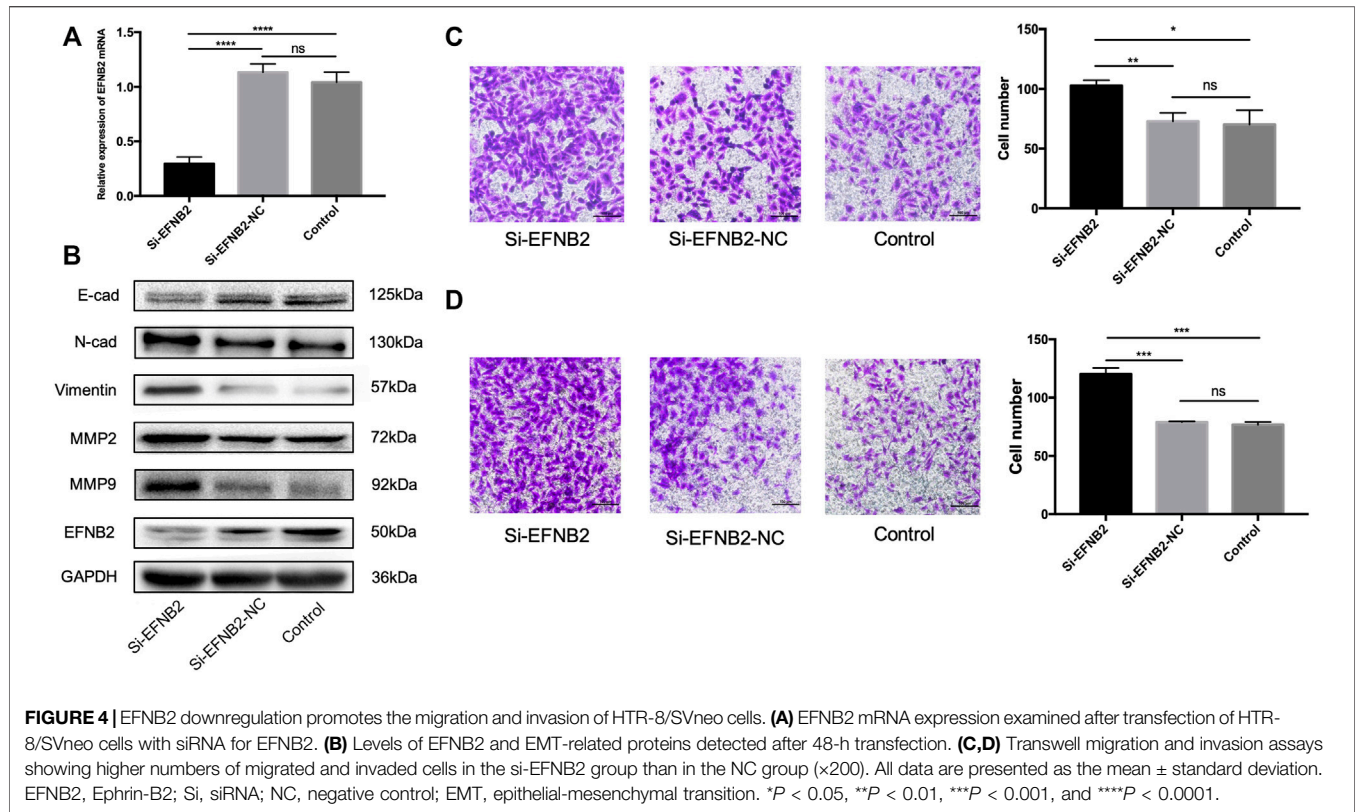 A
Relative expression of EFNB2 mRNA
1.5
1.0
0.5
0.0
****
****
ns
Si-EFNB2
Si-EFNB2-NC
Control
B
E-cad 125kDa
N-cad 130kDa
Vimentin 57kDa
MMP2 72kDa
MMP9 92kDa
EFNB2 50kDa
GAPDH 36kDa
Si-EFNB2
Si-EFNB2-NC
Control
C
Si-EFNB2
Si-EFNB2-NC
Control
Cell number
150
100
50
0
*
**
ns
Si-EFNB2
Si-EFNB2-NC
Control
D
Si-EFNB2
Si-EFNB2-NC
Control
Cell number
150
100
50
0
***
***
ns
Si-EFNB2
Si-EFNB2-NC
Control
FIGURE 4 | EFNB2 downregulation promotes the migration and invasion of HTR-8/SVneo cells. (A) EFNB2 mRNA expression examined after transfection of HTR-
8/SVneo cells with siRNA for EFNB2. (B) Levels of EFNB2 and EMT-related proteins detected after 48-h transfection. (C,D) Transwell migration and invasion assays
showing higher numbers of migrated and invaded cells in the si-EFNB2 group than in the NC group (×200). All data are presented as the mean ± standard deviation.
EFNB2, Ephrin-B2; Si, siRNA; NC, negative control; EMT, epithelial-mesenchymal transition. *P < 0.05, **P < 0.01, ***P < 0.001, and ****P < 0.0001.